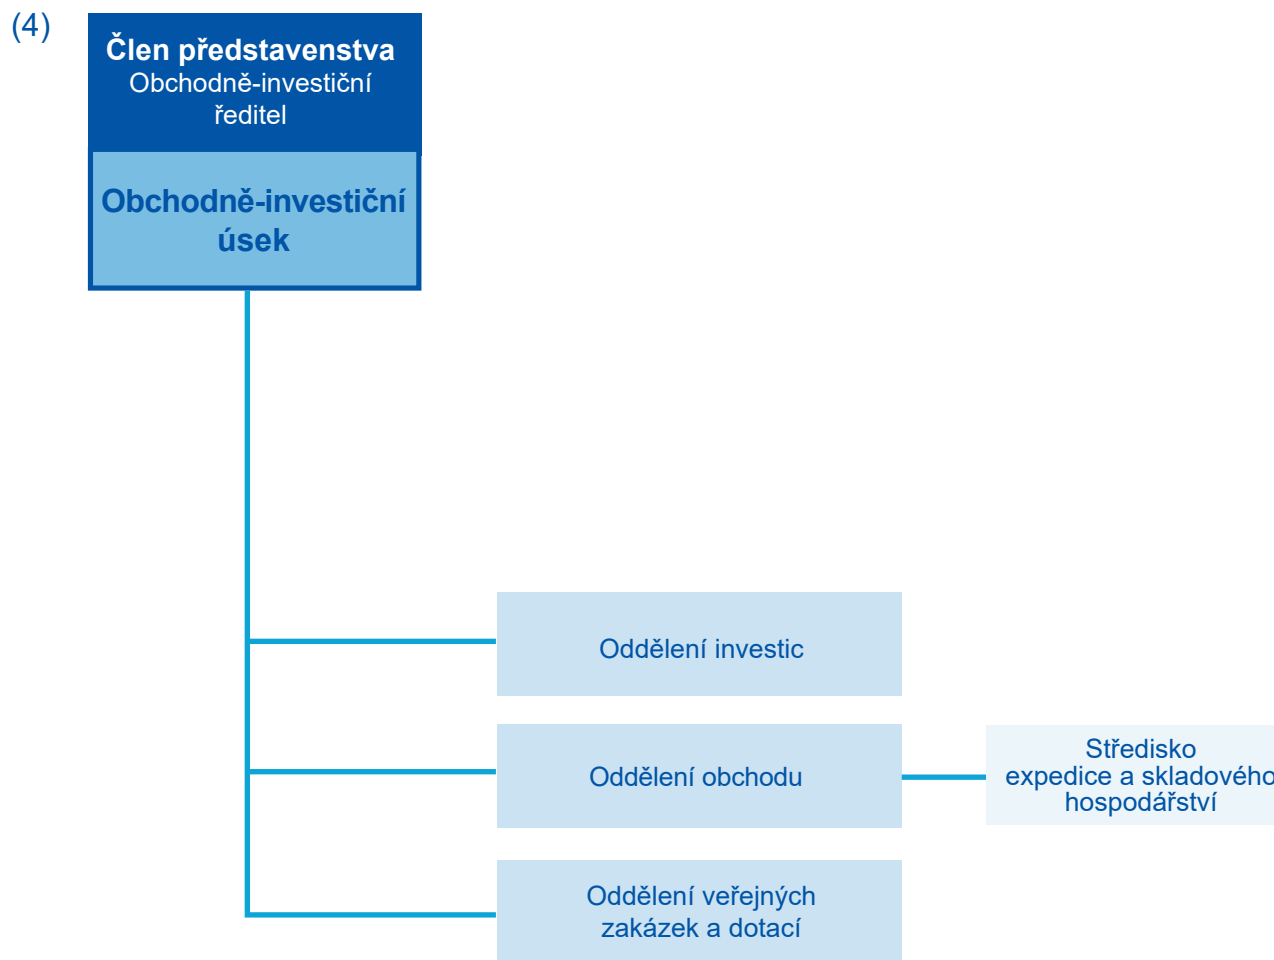 (4)
Člen představenstva
Obchodně-investiční
ředitel
Obchodně-investiční
úsek
Oddělení investic
Oddělení obchodu
Středisko
expedice a skladového
hospodářství
Oddělení veřejných
zakázek a dotací